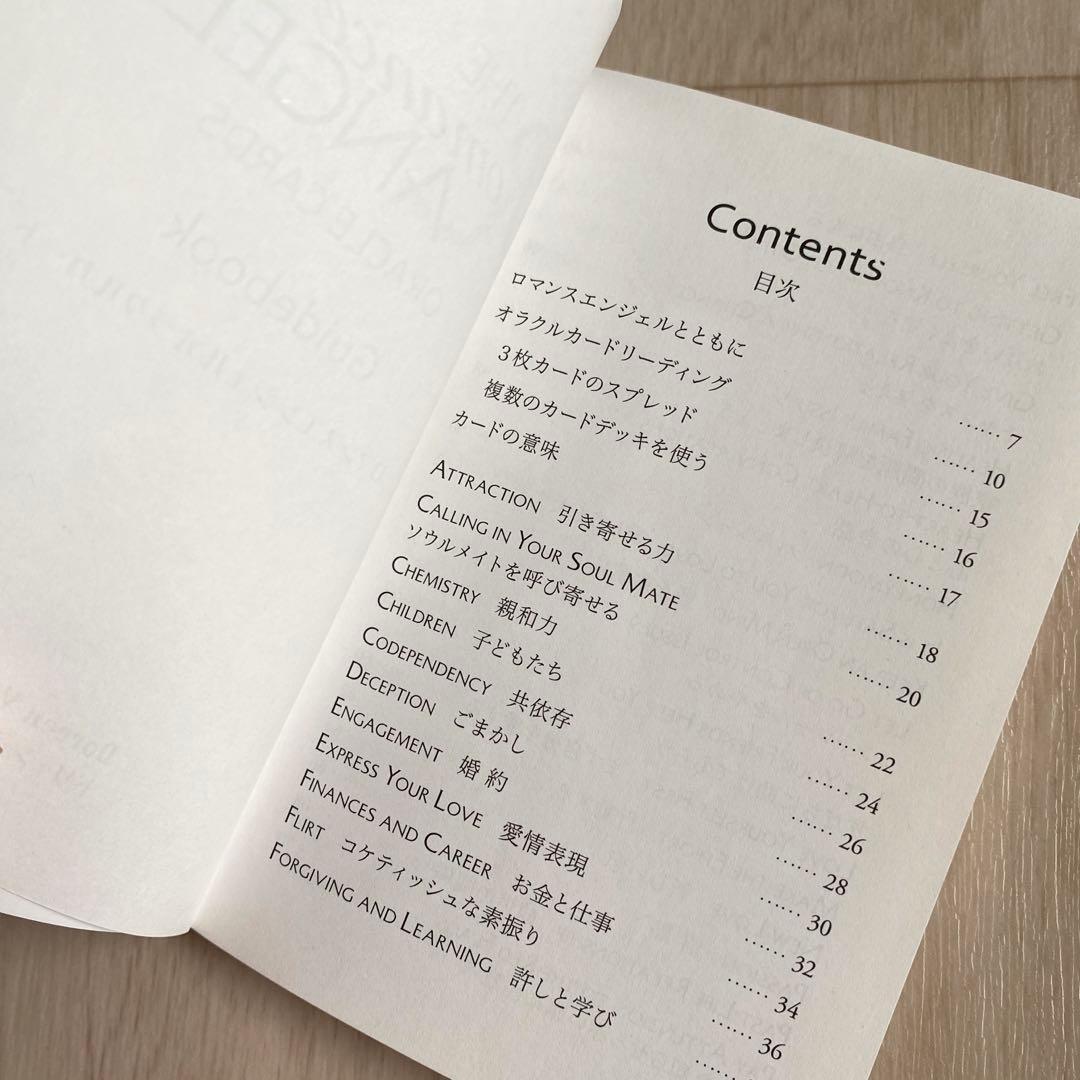 Contents
目次
ロマンスエンジェルとともに …… 7
オラクルカードリーディング …… 10
3枚カードのスプレッド …… 15
複数のカードデッキを使う …… 16
カードの意味 …… 17
ATTRACTION 引き寄せる力 …… 18
CALLING IN YOUR SOUL MATE …… 20
ソウルメイトを呼び寄せる
CHEMISTRY 親和力 …… 22
CHILDREN 子どもたち …… 24
CODEPENDENCY 共依存 …… 26
DECEPTION ごまかし …… 28
ENGAGEMENT 婚約 …… 30
EXPRESS YOUR LOVE 愛情表現 …… 32
FINANCES AND CAREER お金と仕事 …… 34
FLIRT コケティッシュな素振り …… 36
FORGIVING AND LEARNING 許しと学び